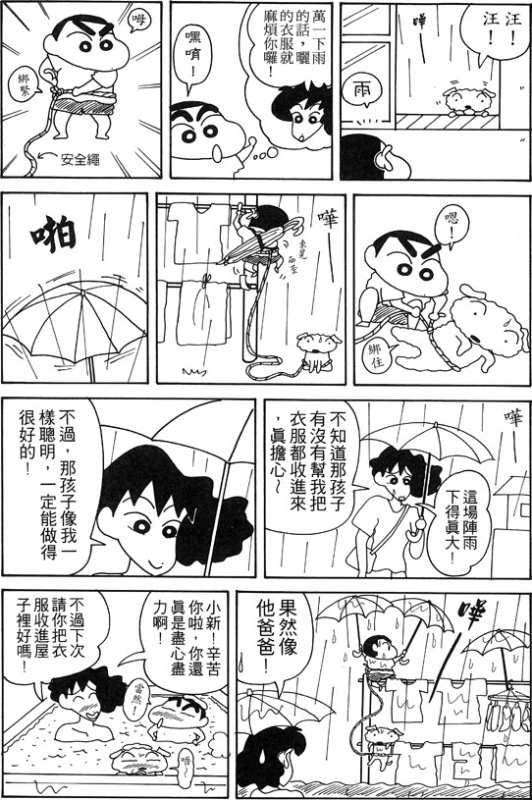 汪！
汪！
嘩
雨
萬一下雨
的話，曬
的衣服就
麻煩你囉！
嘿唷！
綁緊
安全繩
嗯！
綁住
嘩
啪
嘩
這場陣雨
下得眞大！
不知道那孩子
有沒有幫我把
衣服都收進來
，眞擔心～
不過，那孩子像我一
樣聰明，一定能做得
很好的！
嘩
果然像
他爸爸！
小新！辛苦
你啦，你還
眞是盡心盡
力啊！
不過下次
請你把衣
服收進屋
子裡好嗎！
當然！